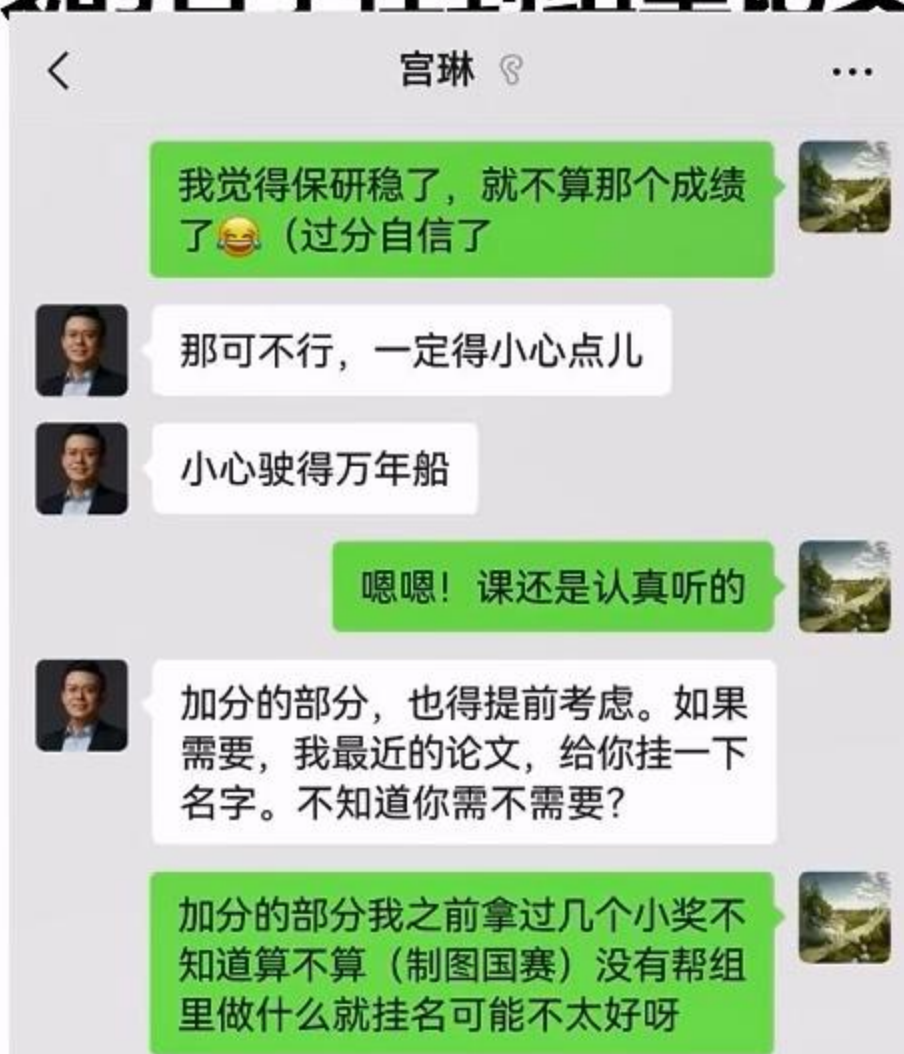 宫琳
我觉得保研稳了，就不算那个成绩
了😂（过分自信了
那可不行，一定得小心点儿
小心驶得万年船
嗯嗯！课还是认真听的
加分的部分，也得提前考虑。如果
需要，我最近的论文，给你挂一下
名字。不知道你需不需要？
加分的部分我之前拿过几个小奖不
知道算不算（制图国赛）没有帮组
里做什么就挂名可能不太好呀